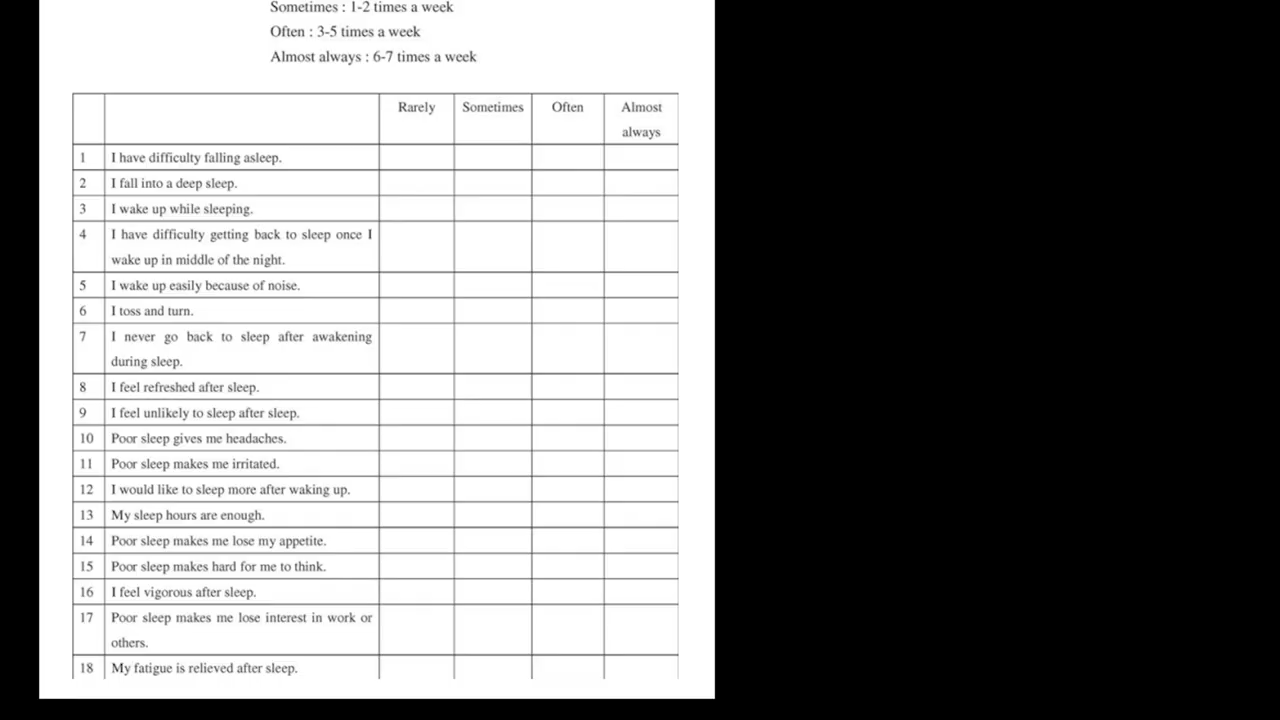 Sometimes : 1-2 times a week
Often : 3-5 times a week
Almost always : 6-7 times a week
Rarely Sometimes Often Almost
always
1 I have difficulty falling asleep.
2 I fall into a deep sleep.
3 I wake up while sleeping.
4 I have difficulty getting back to sleep once I
wake up in middle of the night.
5 I wake up easily because of noise.
6 I toss and turn.
7 I never go back to sleep after awakening
during sleep.
8 I feel refreshed after sleep.
9 I feel unlikely to sleep after sleep.
10 Poor sleep gives me headaches.
11 Poor sleep makes me irritated.
12 I would like to sleep more after waking up.
13 My sleep hours are enough.
14 Poor sleep makes me lose my appetite.
15 Poor sleep makes hard for me to think.
16 I feel vigorous after sleep.
17 Poor sleep makes me lose interest in work or
others.
18 My fatigue is relieved after sleep.